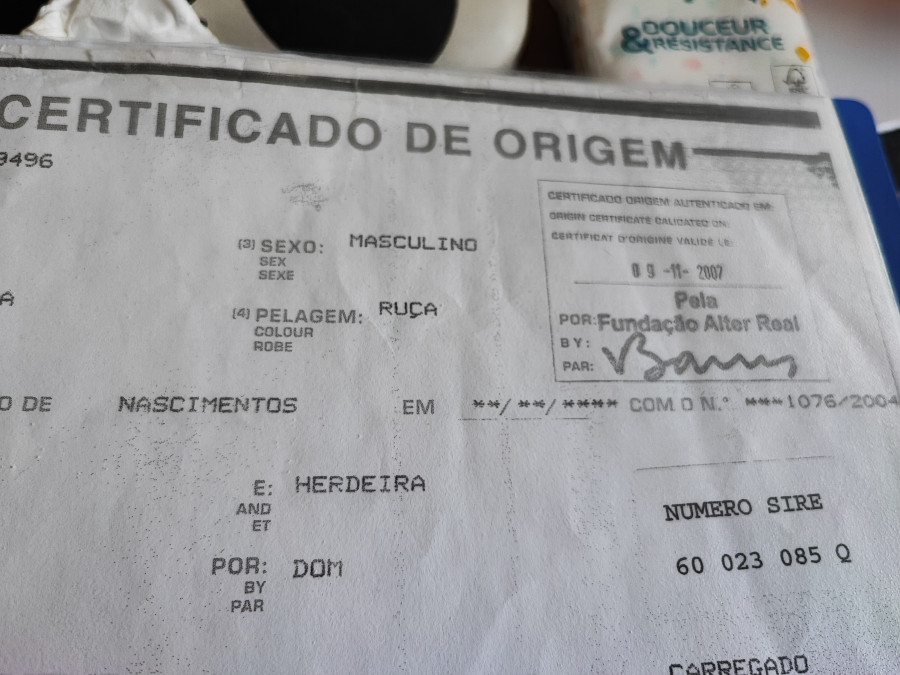 DOUCEUR
& RÉSISTANCE
CERTIFICADO DE ORIGEM
9496
CERTIFICADO ORIGEM AUTENTICADO EM:
ORIGIN CERTIFICATE CALIDATED ON:
CERTIFICAT D'ORIGINE VALIDÉ LE:
09-11-2007
Pela
POR: Fundação Alter Real
BY:
PAR:
(3) SEXO: MASCULINO
SEX
SEXE
A
(4) PELAGEM: RUÇA
COLOUR
ROBE
O DE NASCIMENTOS EM **/**/**** COM O N.° ***1076/2004
E: HERDEIRA
AND
ET
NUMERO SIRE
60 023 085 Q
POR: DOM
BY
PAR
CARREGADO